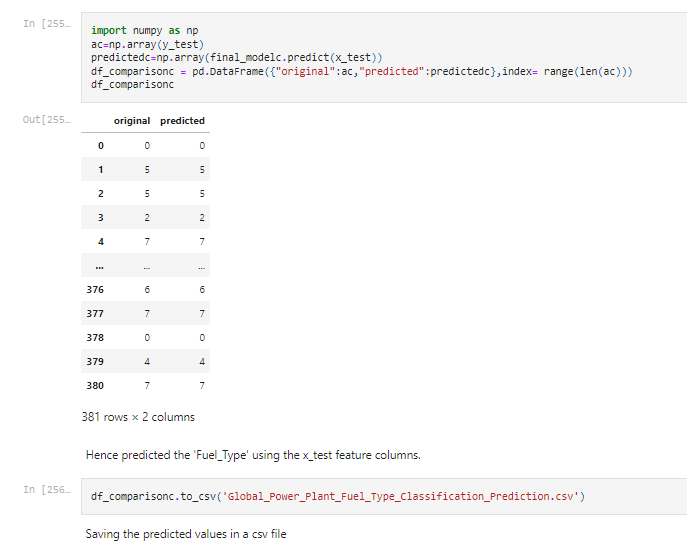 In [255...
import numpy as np
ac=np.array(y_test)
predictedc=np.array(final_modelc.predict(x_test))
df_comparisonc = pd.DataFrame({"original":ac,"predicted":predictedc},index= range(len(ac)))
df_comparisonc
Out[255...
original predicted
0 0 0
1 5 5
2 5 5
3 2 2
4 7 7
... ... ...
376 6 6
377 7 7
378 0 0
379 4 4
380 7 7
381 rows × 2 columns
Hence predicted the 'Fuel_Type' using the x_test feature columns.
In [256...
df_comparisonc.to_csv('Global_Power_Plant_Fuel_Type_Classification_Prediction.csv')
Saving the predicted values in a csv file